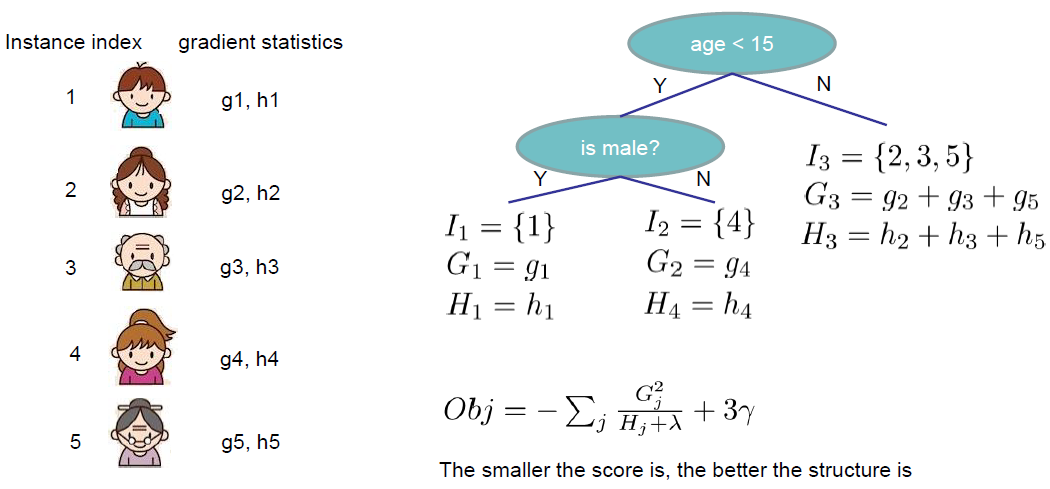 Instance index gradient statistics
1 g1, h1
2 g2, h2
3 g3, h3
4 g4, h4
5 g5, h5
age < 15
Y N
is male?
Y N
I₁ = {1}
G₁ = g₁
H₁ = h₁
I₂ = {4}
G₂ = g₄
H₄ = h₄
I₃ = {2, 3, 5}
G₃ = g₂ + g₃ + g₅
H₃ = h₂ + h₃ + h₅
Obj = − ∑ⱼ Gⱼ² / (Hⱼ+λ) + 3γ
The smaller the score is, the better the structure is